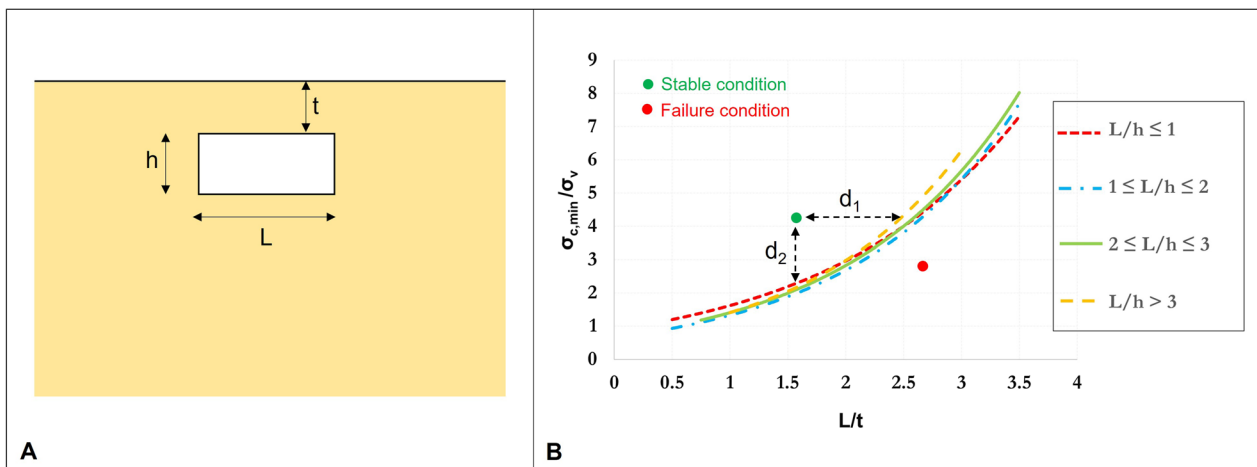 t
h
L
A
9
8
7
6
5
4
3
2
1
0
σc,min/σv
Stable condition
Failure condition
d1
d2
0 0.5 1 1.5 2 2.5 3 3.5 4
L/t
L/h ≤ 1
1 ≤ L/h ≤ 2
2 ≤ L/h ≤ 3
L/h > 3
B